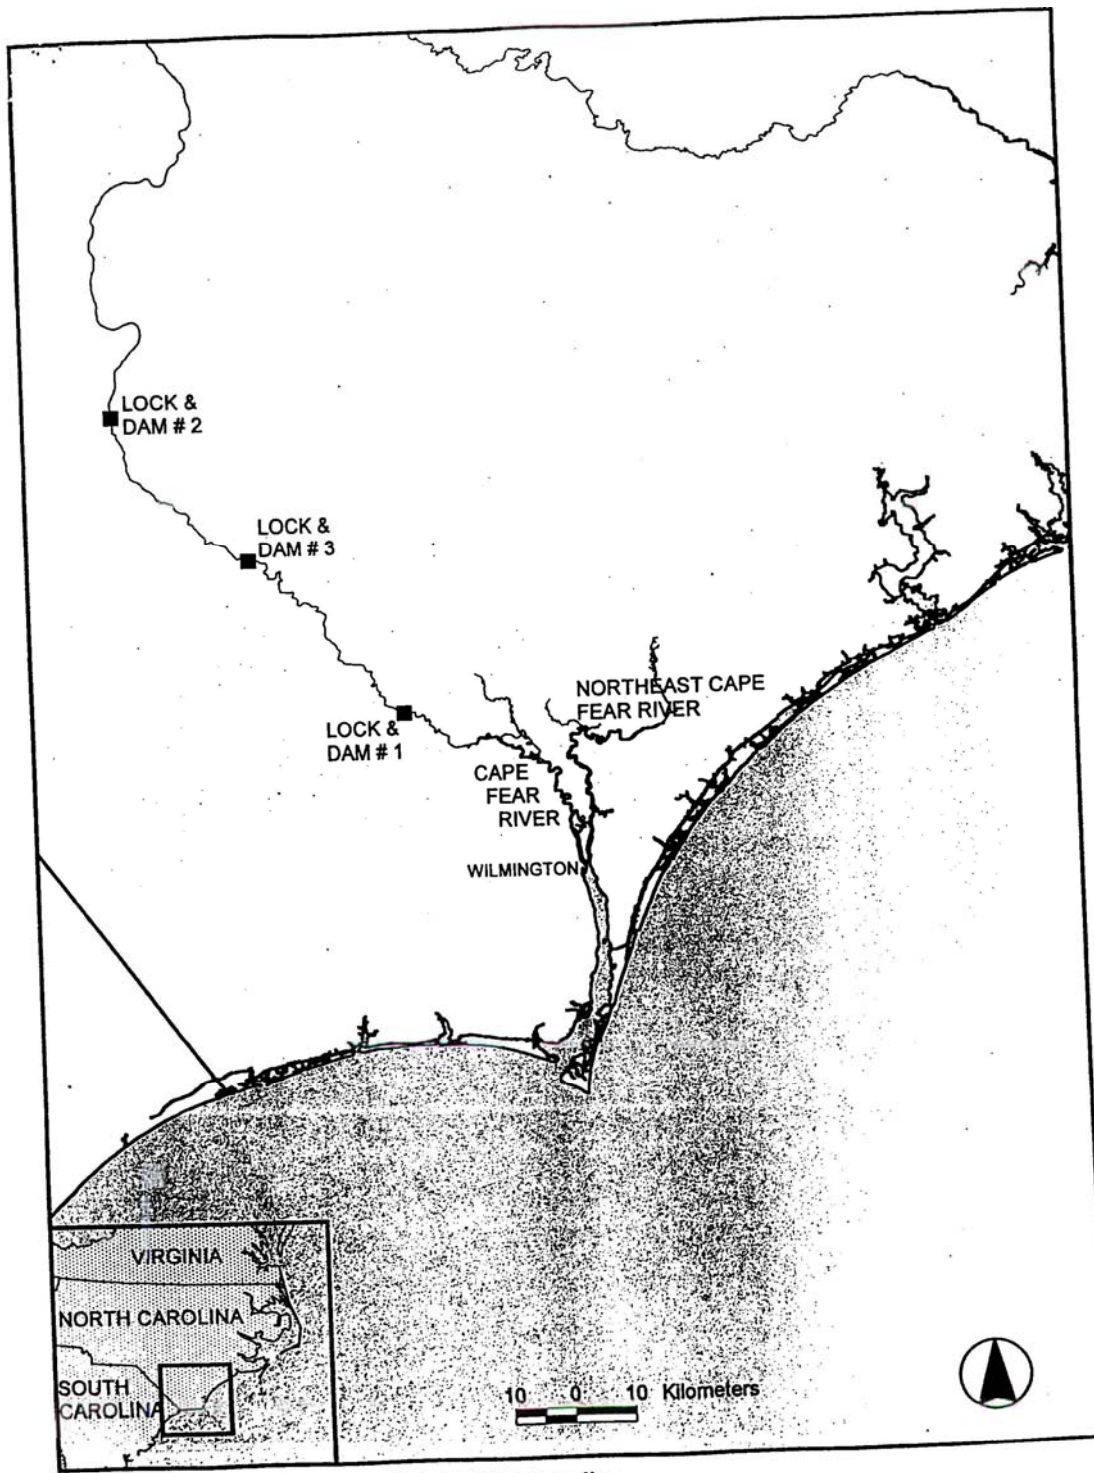 LOCK &
DAM # 2
LOCK &
DAM # 3
NORTHEAST CAPE
FEAR RIVER
LOCK &
DAM # 1
CAPE
FEAR
RIVER
WILMINGTON
VIRGINIA
NORTH CAROLINA
SOUTH
CAROLINA
10 0 10 Kilometers